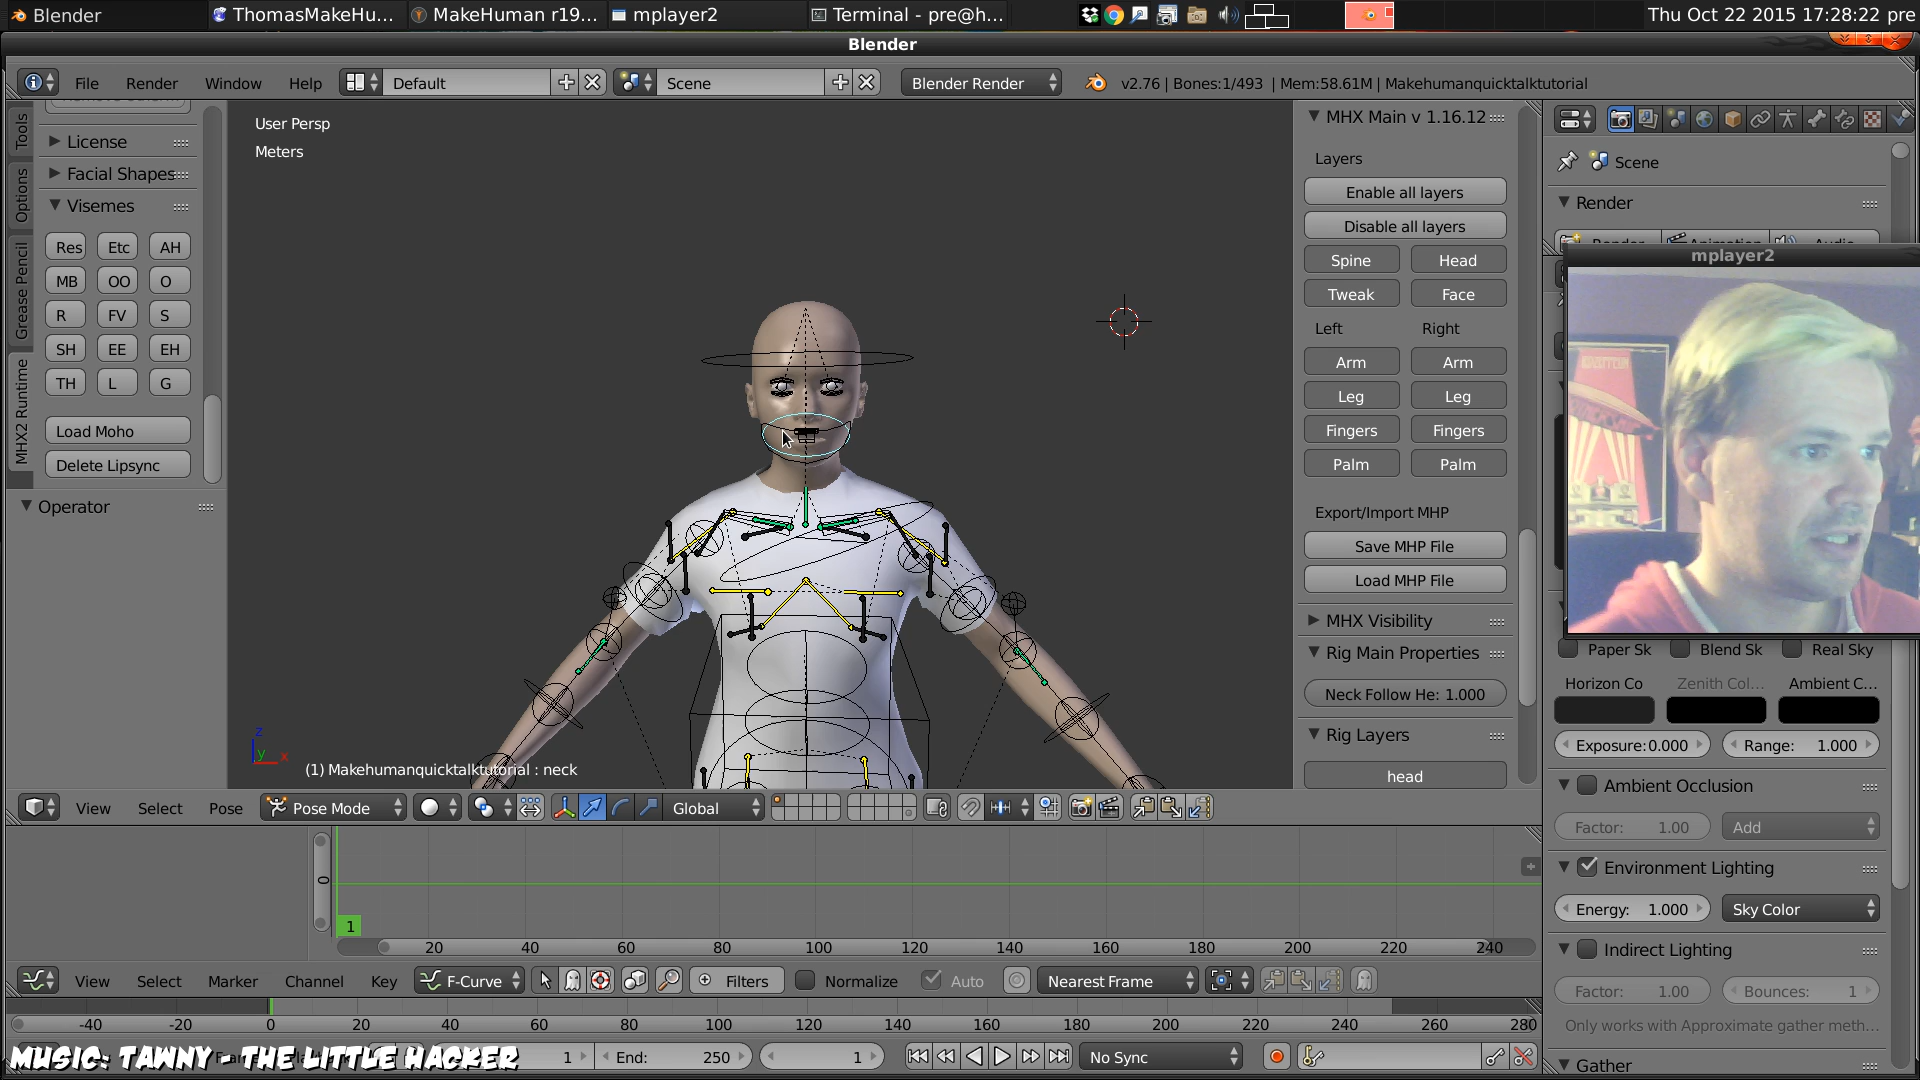 Blender
ThomasMakeHu...
MakeHuman r19...
mplayer2
Terminal - pre@h...
Thu Oct 22 2015 17:28:22 pre
Blender
File
Render
Window
Help
Default
Scene
Blender Render
v2.76 | Bones:1/493 | Mem:58.61M | Makehumanquicktalktutorial
Tools
Options
Grease Pencil
MHX2 Runtime
License
Facial Shapes
Visemes
Res Etc AH
MB OO O
R FV S
SH EE EH
TH L G
Load Moho
Delete Lipsync
Operator
User Persp
Meters
(1) Makehumanquicktalktutorial : neck
MHX Main v 1.16.12
Layers
Enable all layers
Disable all layers
Spine Head
Tweak Face
Left Right
Arm Arm
Leg Leg
Fingers Fingers
Palm Palm
Export/Import MHP
Save MHP File
Load MHP File
MHX Visibility
Rig Main Properties
Neck Follow He: 1.000
Rig Layers
head
Scene
Render
Render Animation Audio
mplayer2
Paper Sk Blend Sk Real Sky
Horizon Co Zenith Col... Ambient C...
Exposure:0.000 Range: 1.000
Ambient Occlusion
Factor: 1.00 Add
Environment Lighting
Energy: 1.000 Sky Color
Indirect Lighting
Factor: 1.00 Bounces: 1
Only works with Approximate gather meth...
Gather
z
y x
View Select Pose Pose Mode Global
0
1
20 40 60 80 100 120 140 160 180 200 220 240
View Select Marker Channel Key F-Curve Filters Normalize Auto Nearest Frame
-40 -20 0 20 40 60 80 100 120 140 160 180 200 220 240 260 280
MUSIC: TAWNY - THE LITTLE HACKER
1 End: 250 1 No Sync